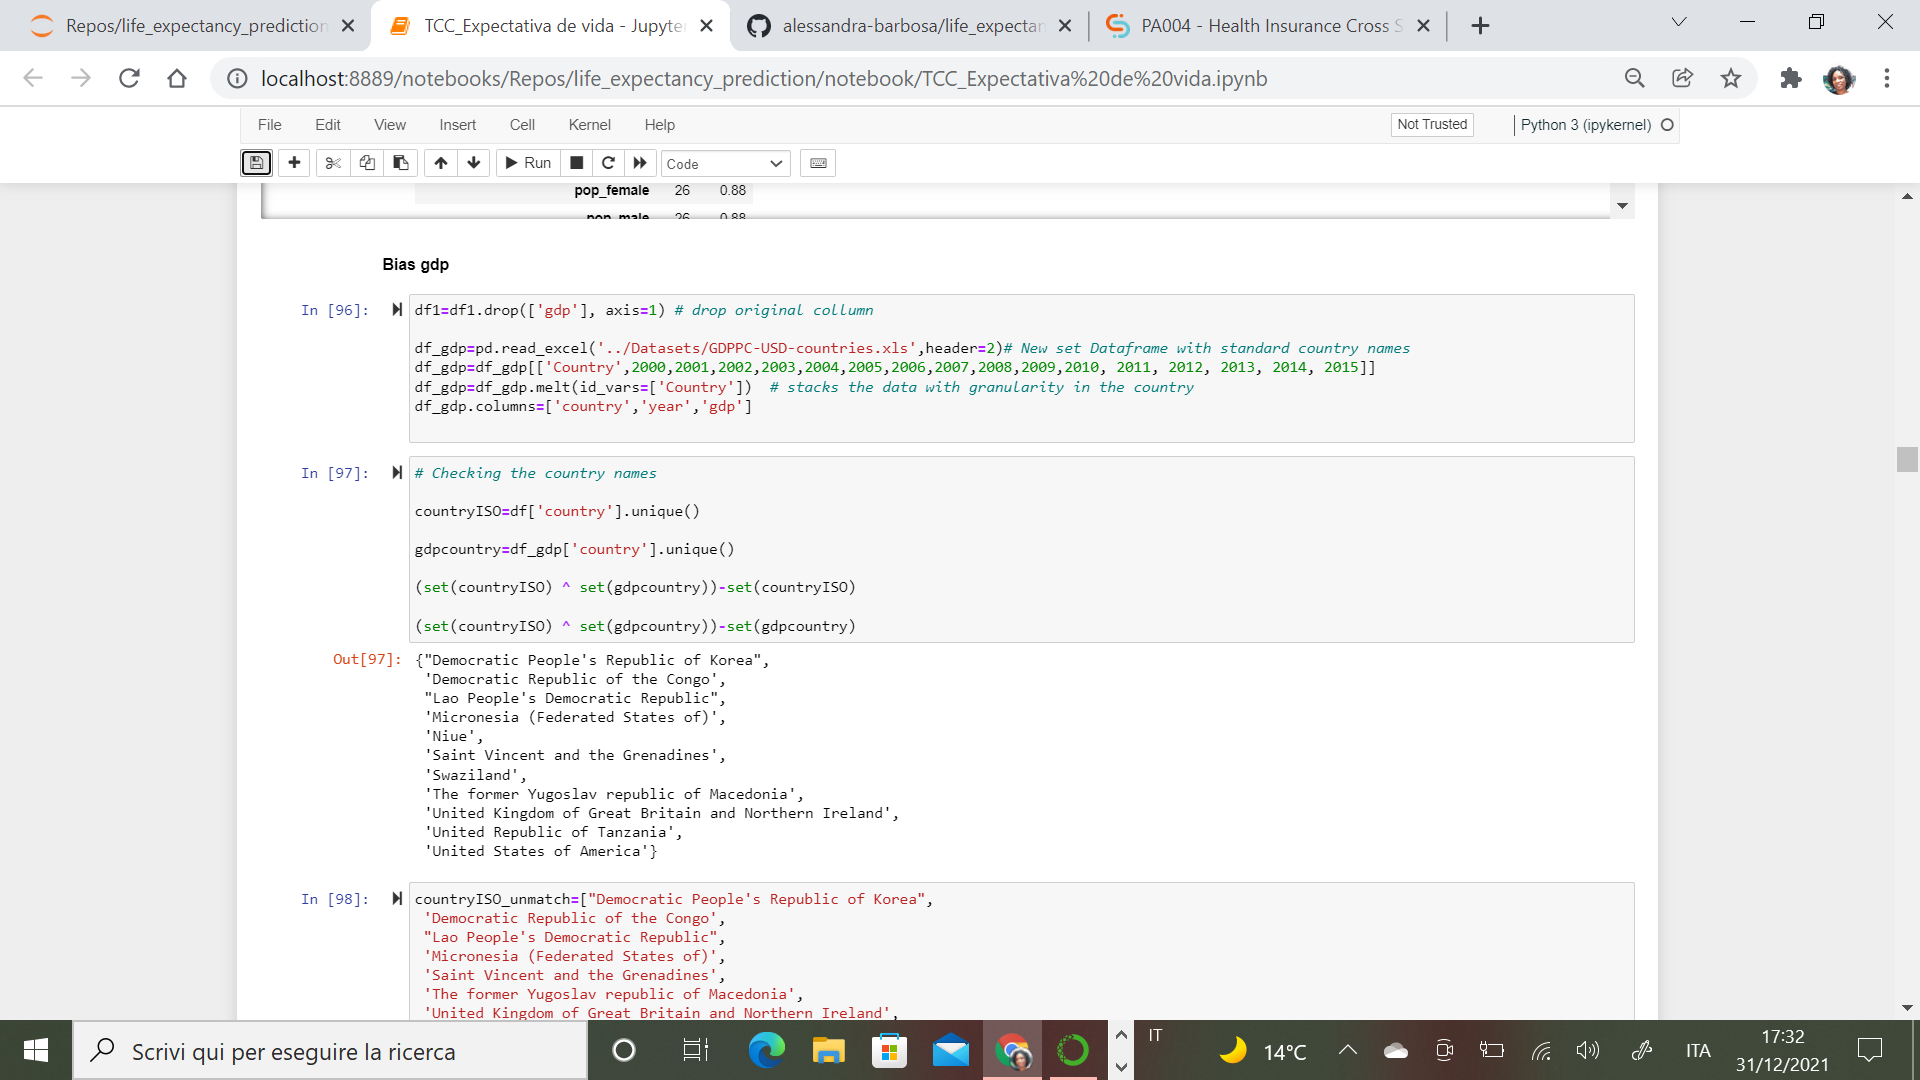 Repos/life_expectancy_prediction
TCC_Expectativa de vida - Jupyte
alessandra-barbosa/life_expectan
PA004 - Health Insurance Cross S
localhost:8889/notebooks/Repos/life_expectancy_prediction/notebook/TCC_Expectativa%20de%20vida.ipynb
File Edit View Insert Cell Kernel Help Not Trusted Python 3 (ipykernel)
Run Code
pop_female 26 0.88
pop_male 26 0.88
Bias gdp
In [96]: df1=df1.drop(['gdp'], axis=1) # drop original collumn
df_gdp=pd.read_excel('../Datasets/GDPPC-USD-countries.xls',header=2)# New set Dataframe with standard country names
df_gdp=df_gdp[['Country',2000,2001,2002,2003,2004,2005,2006,2007,2008,2009,2010, 2011, 2012, 2013, 2014, 2015]]
df_gdp=df_gdp.melt(id_vars=['Country'])  # stacks the data with granularity in the country
df_gdp.columns=['country','year','gdp']
In [97]: # Checking the country names
countryISO=df['country'].unique()
gdpcountry=df_gdp['country'].unique()
(set(countryISO) ^ set(gdpcountry))-set(countryISO)
(set(countryISO) ^ set(gdpcountry))-set(gdpcountry)
Out[97]: {"Democratic People's Republic of Korea",
'Democratic Republic of the Congo',
"Lao People's Democratic Republic",
'Micronesia (Federated States of)',
'Niue',
'Saint Vincent and the Grenadines',
'Swaziland',
'The former Yugoslav republic of Macedonia',
'United Kingdom of Great Britain and Northern Ireland',
'United Republic of Tanzania',
'United States of America'}
In [98]: countryISO_unmatch=["Democratic People's Republic of Korea",
'Democratic Republic of the Congo',
"Lao People's Democratic Republic",
'Micronesia (Federated States of)',
'Saint Vincent and the Grenadines',
'The former Yugoslav republic of Macedonia',
'United Kingdom of Great Britain and Northern Ireland',
Scrivi qui per eseguire la ricerca
IT
14°C
ITA
17:32
31/12/2021